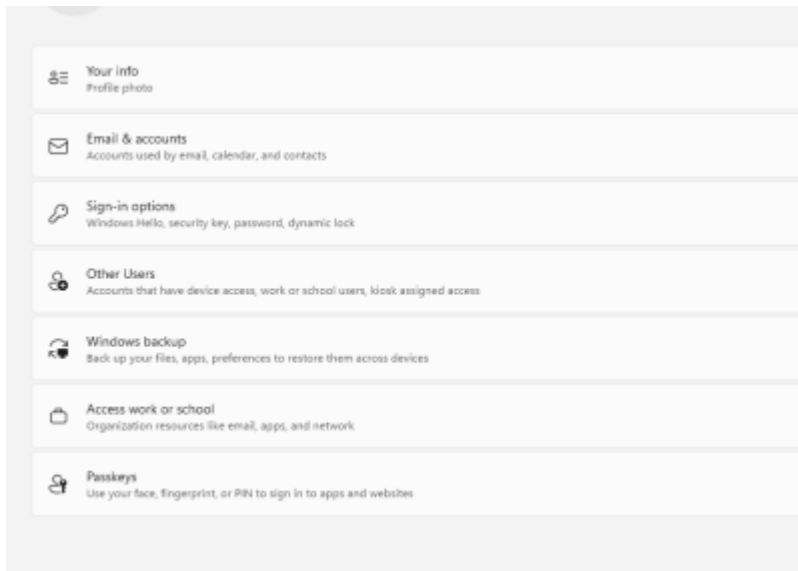 Your info
Profile photo
Email & accounts
Accounts used by email, calendar, and contacts
Sign-in options
Windows Hello, security key, password, dynamic lock
Other Users
Accounts that have device access, work or school users, kiosk assigned access
Windows backup
Back up your files, apps, preferences to restore them across devices
Access work or school
Organization resources like email, apps, and network
Passkeys
Use your face, fingerprint, or PIN to sign in to apps and websites